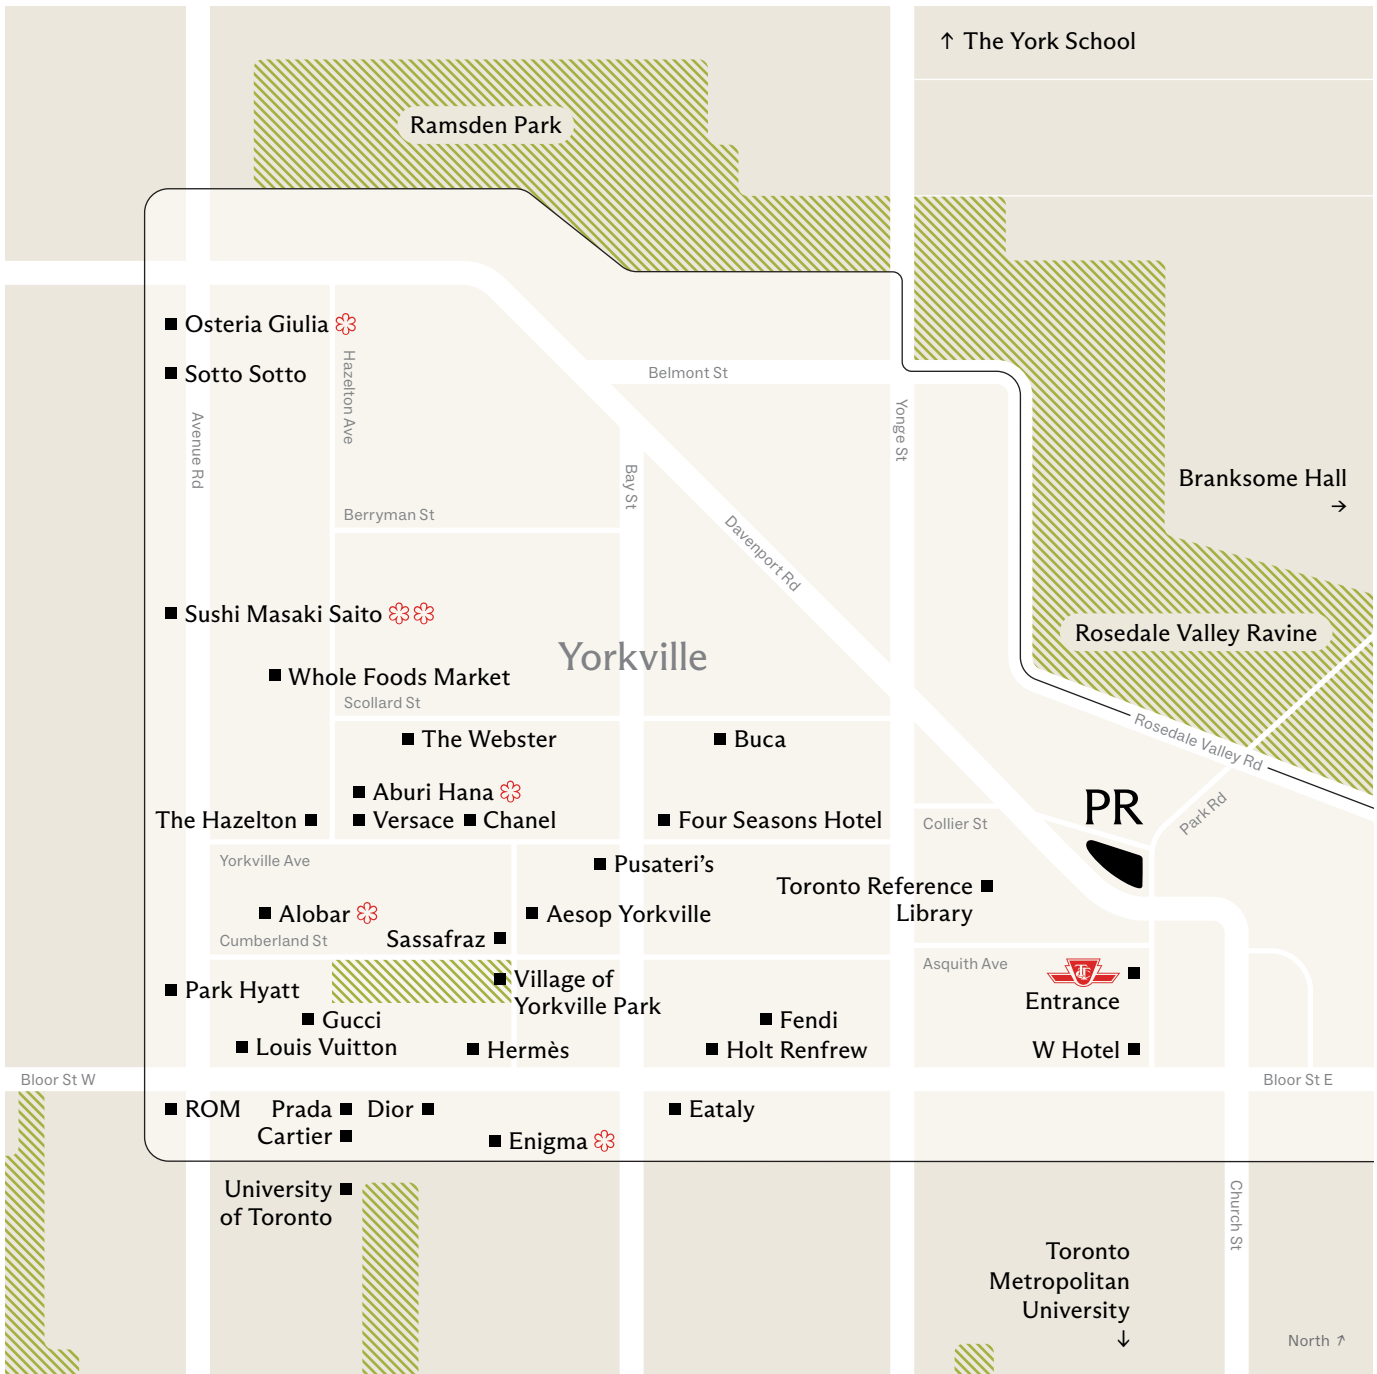 ↑ The York School
Ramsden Park
Osteria Giulia
Sotto Sotto
Hazelton Ave
Avenue Rd
Belmont St
Yonge St
Bay St
Berryman St
Davenport Rd
Branksome Hall
→
Sushi Masaki Saito
Yorkville
Rosedale Valley Ravine
Whole Foods Market
Scollard St
The Webster
Buca
Rosedale Valley Rd
Aburi Hana
The Hazelton
Versace
Chanel
Four Seasons Hotel
Collier St
PR
Park Rd
Yorkville Ave
Pusateri's
Toronto Reference
Library
Alobar
Aesop Yorkville
Cumberland St
Sassafraz
Asquith Ave
TTC
Entrance
Park Hyatt
Village of
Yorkville Park
Gucci
Fendi
Louis Vuitton
Hermès
Holt Renfrew
W Hotel
Bloor St W
Bloor St E
ROM
Prada
Dior
Eataly
Cartier
Enigma
University
of Toronto
Church St
Toronto
Metropolitan
University
↓
North ↑